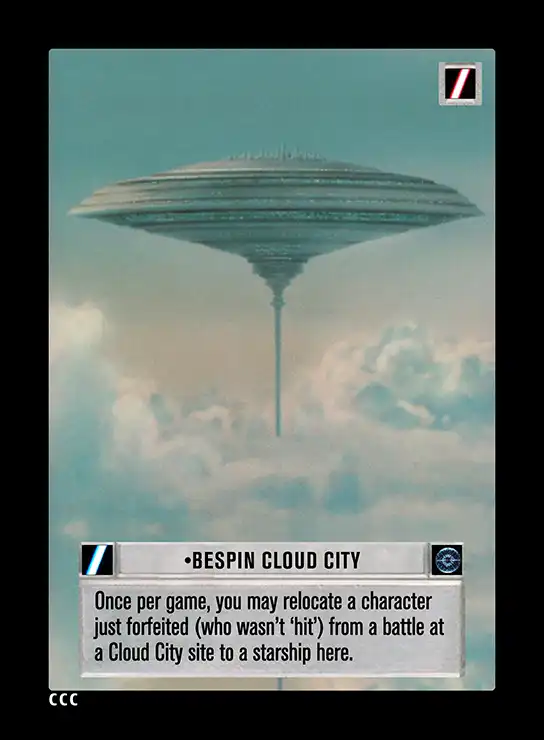 •BESPIN CLOUD CITY
Once per game, you may relocate a character
just forfeited (who wasn't 'hit') from a battle at
a Cloud City site to a starship here.
CCC